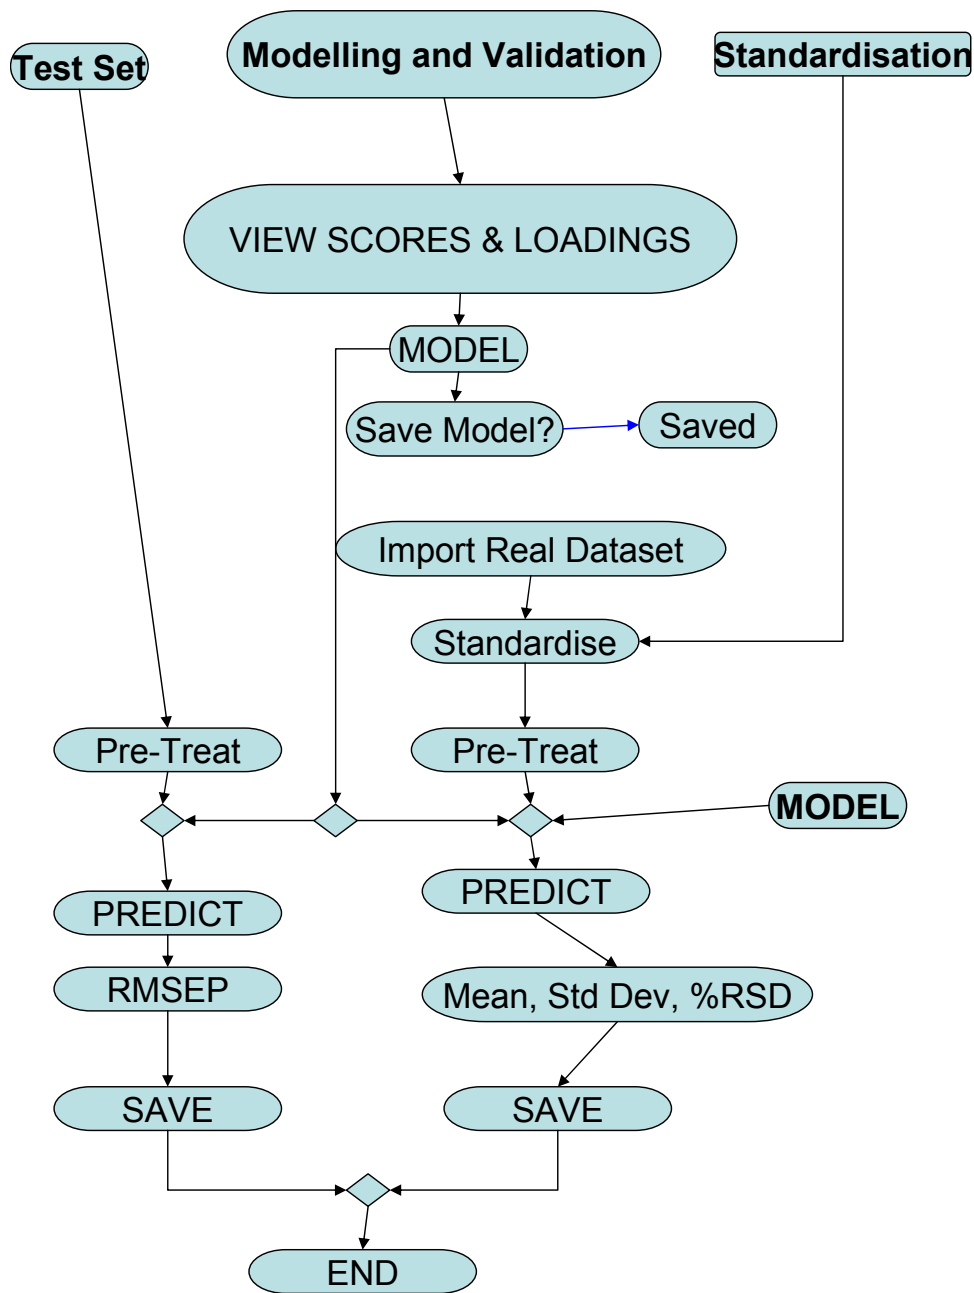 Test Set
Modelling and Validation
Standardisation
VIEW SCORES & LOADINGS
MODEL
Save Model?
Saved
Import Real Dataset
Standardise
Pre-Treat
Pre-Treat
MODEL
PREDICT
PREDICT
RMSEP
Mean, Std Dev, %RSD
SAVE
SAVE
END